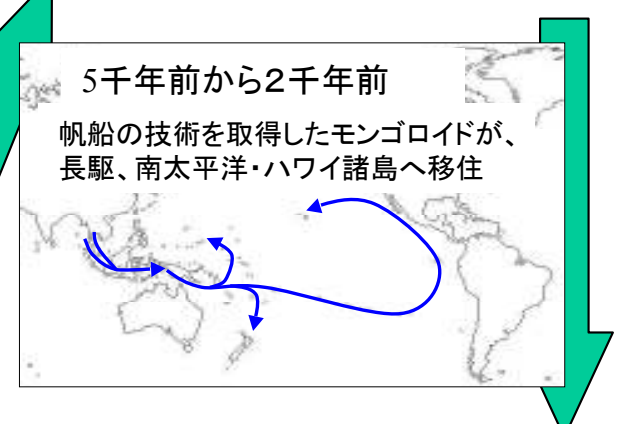 5千年前から２千年前
帆船の技術を取得したモンゴロイドが、
長駆、南太平洋・ハワイ諸島へ移住